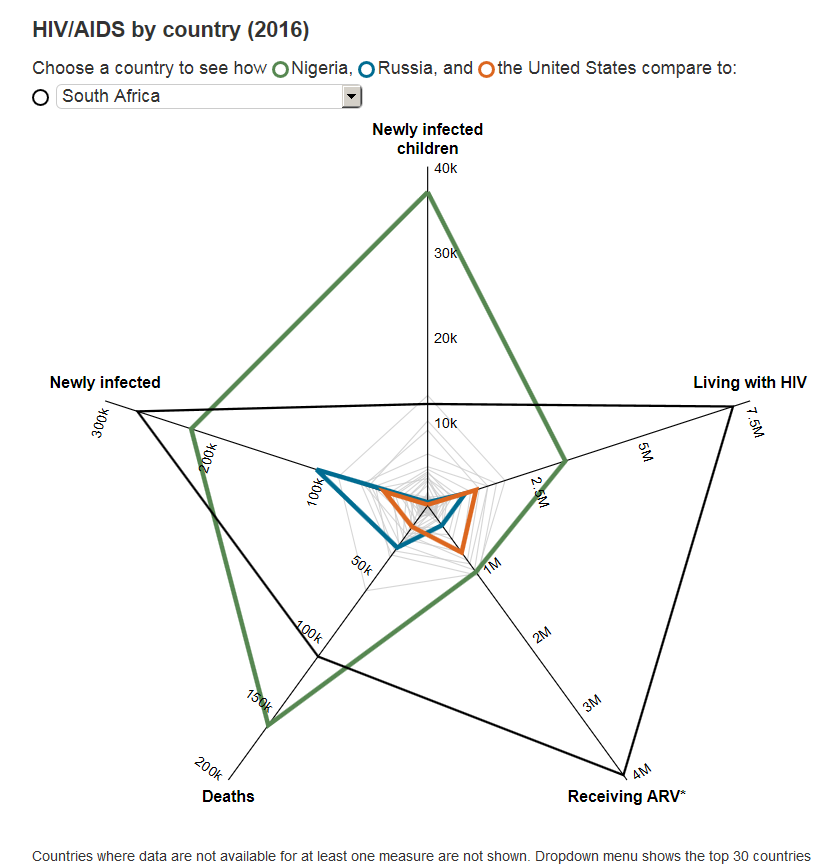 HIV/AIDS by country (2016)
Choose a country to see how Nigeria, Russia, and the United States compare to:
South Africa
Newly infected
children
40k
30k
20k
10k
Newly infected
300k
200k
100k
Living with HIV
7.5M
5M
2.5M
50k
100k
150k
200k
Deaths
1M
2M
3M
4M
Receiving ARV*
Countries where data are not available for at least one measure are not shown. Dropdown menu shows the top 30 countries